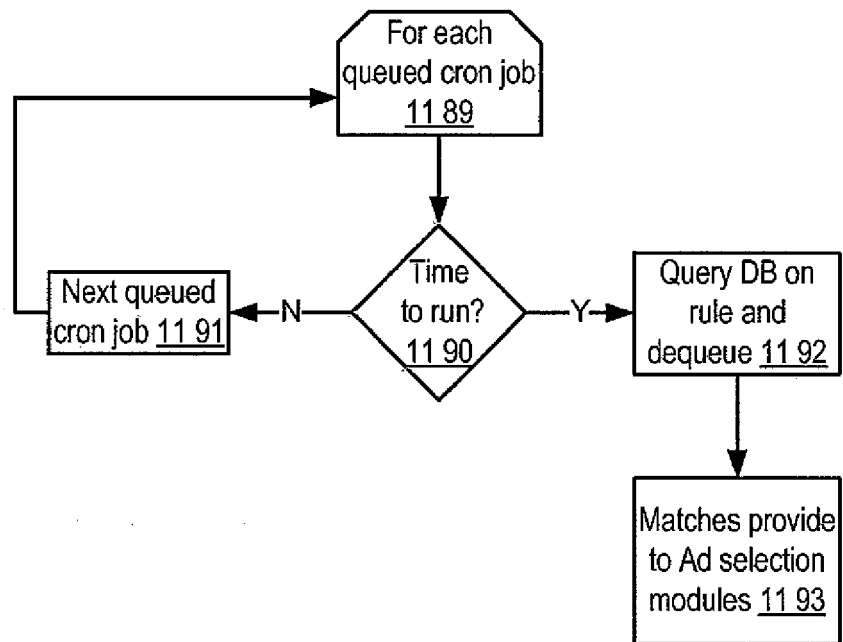 For each
queued cron job
11 89
Time
to run?
11 90
N
Y
Next queued
cron job 11 91
Query DB on
rule and
dequeue 11 92
Matches provide
to Ad selection
modules 11 93